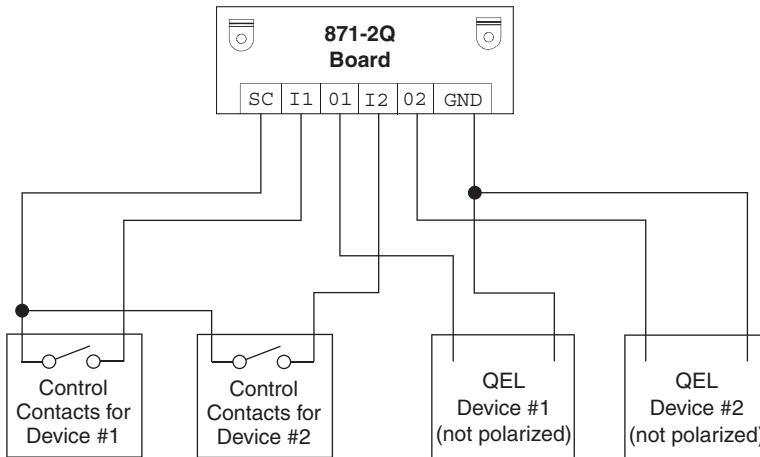 871-2Q
Board
SC I1 01 I2 02 GND
Control
Contacts for
Device #1
Control
Contacts for
Device #2
QEL
Device #1
(not polarized)
QEL
Device #2
(not polarized)